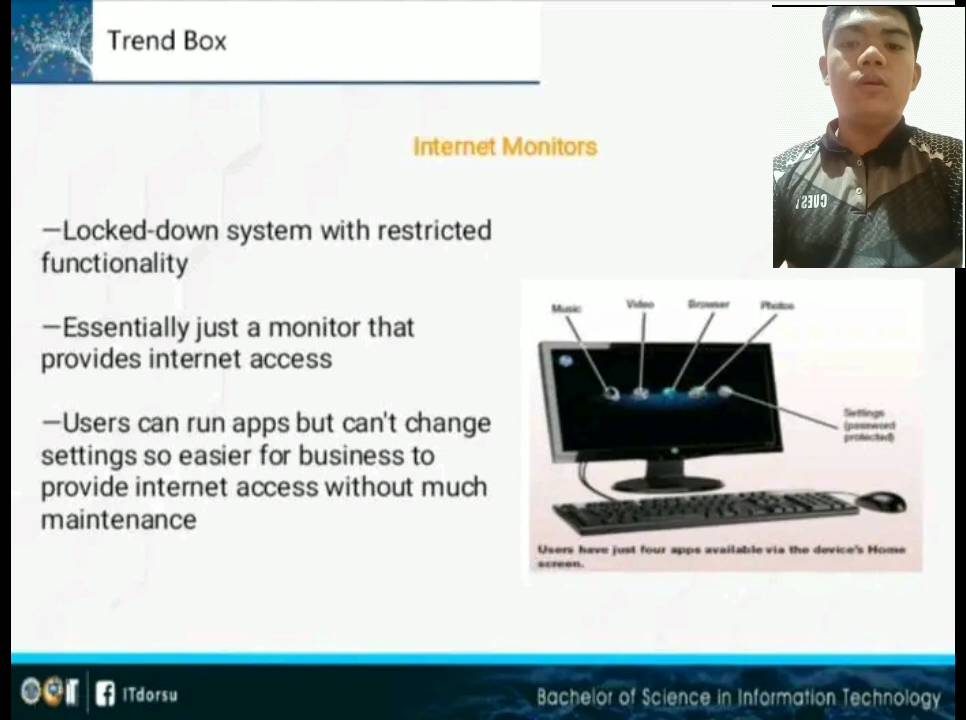 Trend Box
Internet Monitors
—Locked-down system with restricted
functionality
—Essentially just a monitor that
provides internet access
—Users can run apps but can't change
settings so easier for business to
provide internet access without much
maintenance
Music
Video
Browser
Photos
Settings
(password
protected)
Users have just four apps available via the device's Home
screen.
ITdorsu
Bachelor of Science in Information Technology